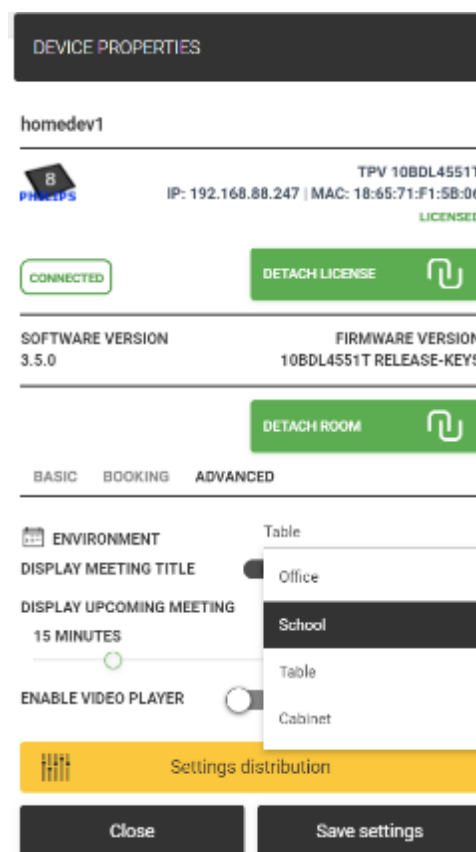 DEVICE PROPERTIES
homedev1
8
PHILIPS
TPV 10BDL4551T
IP: 192.168.88.247 | MAC: 18:65:71:F1:5B:06
LICENSED
CONNECTED
DETACH LICENSE
SOFTWARE VERSION
3.5.0
FIRMWARE VERSION
10BDL4551T RELEASE-KEYS
DETACH ROOM
BASIC BOOKING ADVANCED
ENVIRONMENT
Table
DISPLAY MEETING TITLE
Office
DISPLAY UPCOMING MEETING
School
15 MINUTES
Table
ENABLE VIDEO PLAYER
Cabinet
Settings distribution
Close
Save settings